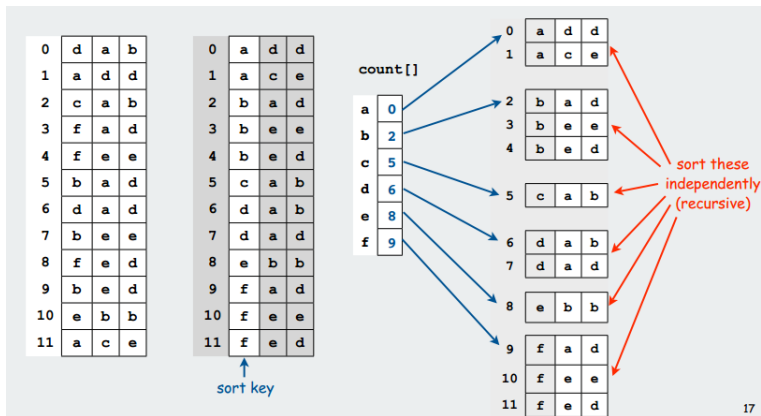 0 d a b
1 a d d
2 c a b
3 f a d
4 f e e
5 b a d
6 d a d
7 b e e
8 f e d
9 b e d
10 e b b
11 a c e
0 a d d
1 a c e
2 b a d
3 b e e
4 b e d
5 c a b
6 d a b
7 d a d
8 e b b
9 f a d
10 f e e
11 f e d
sort key
count[]
a 0
b 2
c 5
d 6
e 8
f 9
0 a d d
1 a c e
2 b a d
3 b e e
4 b e d
5 c a b
6 d a b
7 d a d
8 e b b
9 f a d
10 f e e
11 f e d
sort these
independently
(recursive)
17